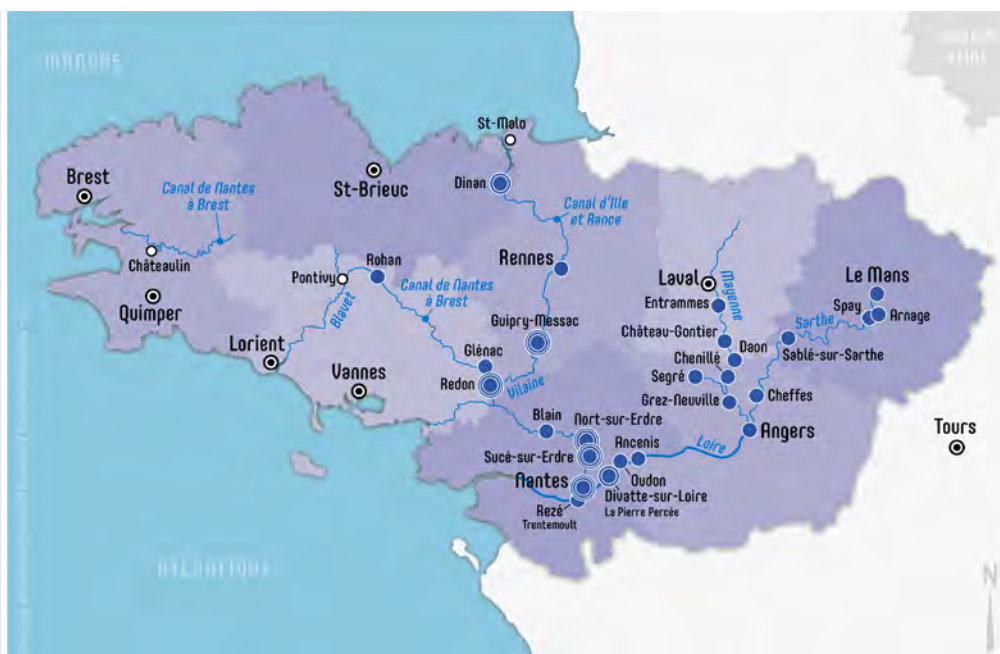 MANCHE
St-Malo
Brest
St-Brieuc
Dinan
Canal de Nantes
à Brest
Canal d'Ille
et Rance
Châteaulin
Rohan
Pontivy
Rennes
Laval
Mayenne
Le Mans
Quimper
Canal de Nantes
à Brest
Entrammes
Spay
Arnage
Blavet
Guipry-Messac
Château-Gontier
Sarthe
Lorient
Glénac
Daon
Sablé-sur-Sarthe
Vannes
Chenillé
Redon
Vilaine
Segré
Grez-Neuville
Cheffes
Blain
Nort-sur-Erdre
Angers
Tours
Ancenis
Loire
Sucé-sur-Erdre
Oudon
Nantes
Divatte-sur-Loire
La Pierre Percée
Rezé
Trentemoult
ATLANTIQUE
N